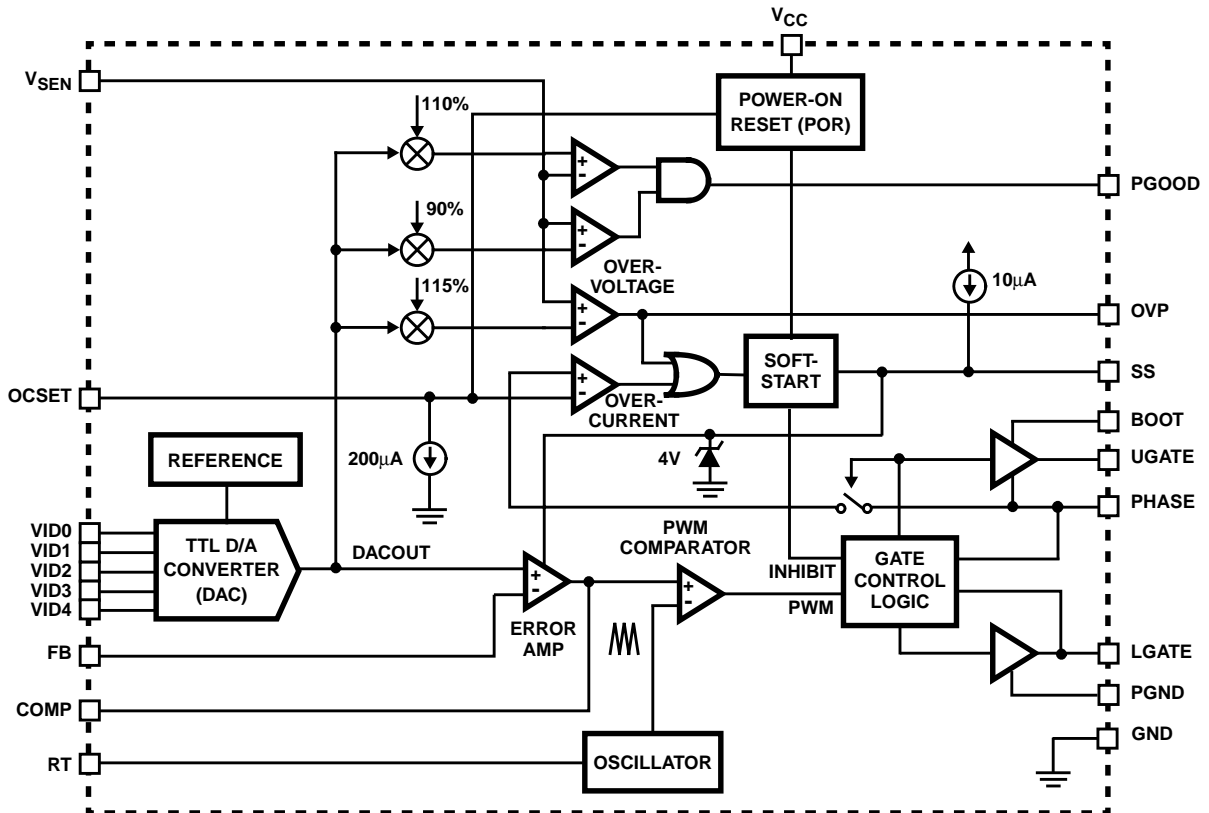 VCC
VSEN
110%
POWER-ON
RESET (POR)
+
-
PGOOD
90%
+
-
OVER-
VOLTAGE
10µA
115%
+
-
OVP
SOFT-
START
SS
OCSET
+
-
OVER-
CURRENT
BOOT
200µA
4V
UGATE
REFERENCE
PHASE
VID0
VID1
VID2
VID3
VID4
TTL D/A
CONVERTER
(DAC)
DACOUT
PWM
COMPARATOR
+
-
+
-
INHIBIT
PWM
GATE
CONTROL
LOGIC
ERROR
AMP
FB
LGATE
PGND
COMP
GND
RT
OSCILLATOR